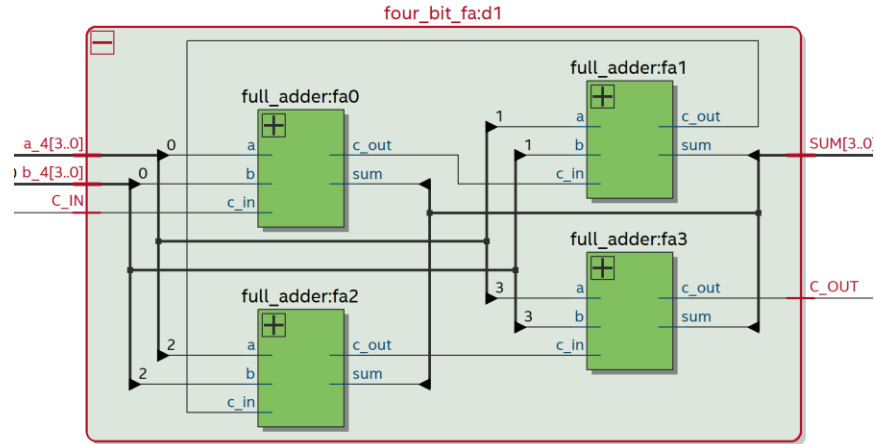 four_bit_fa:d1
full_adder:fa0
a_4[3..0]
0
a
c_out
0 b_4[3..0]
0
b
sum
C_IN
c_in
full_adder:fa1
1
a
c_out
1
b
sum
SUM[3..0]
c_in
full_adder:fa2
2
a
c_out
2
b
sum
c_in
full_adder:fa3
3
a
c_out
C_OUT
3
b
sum
c_in